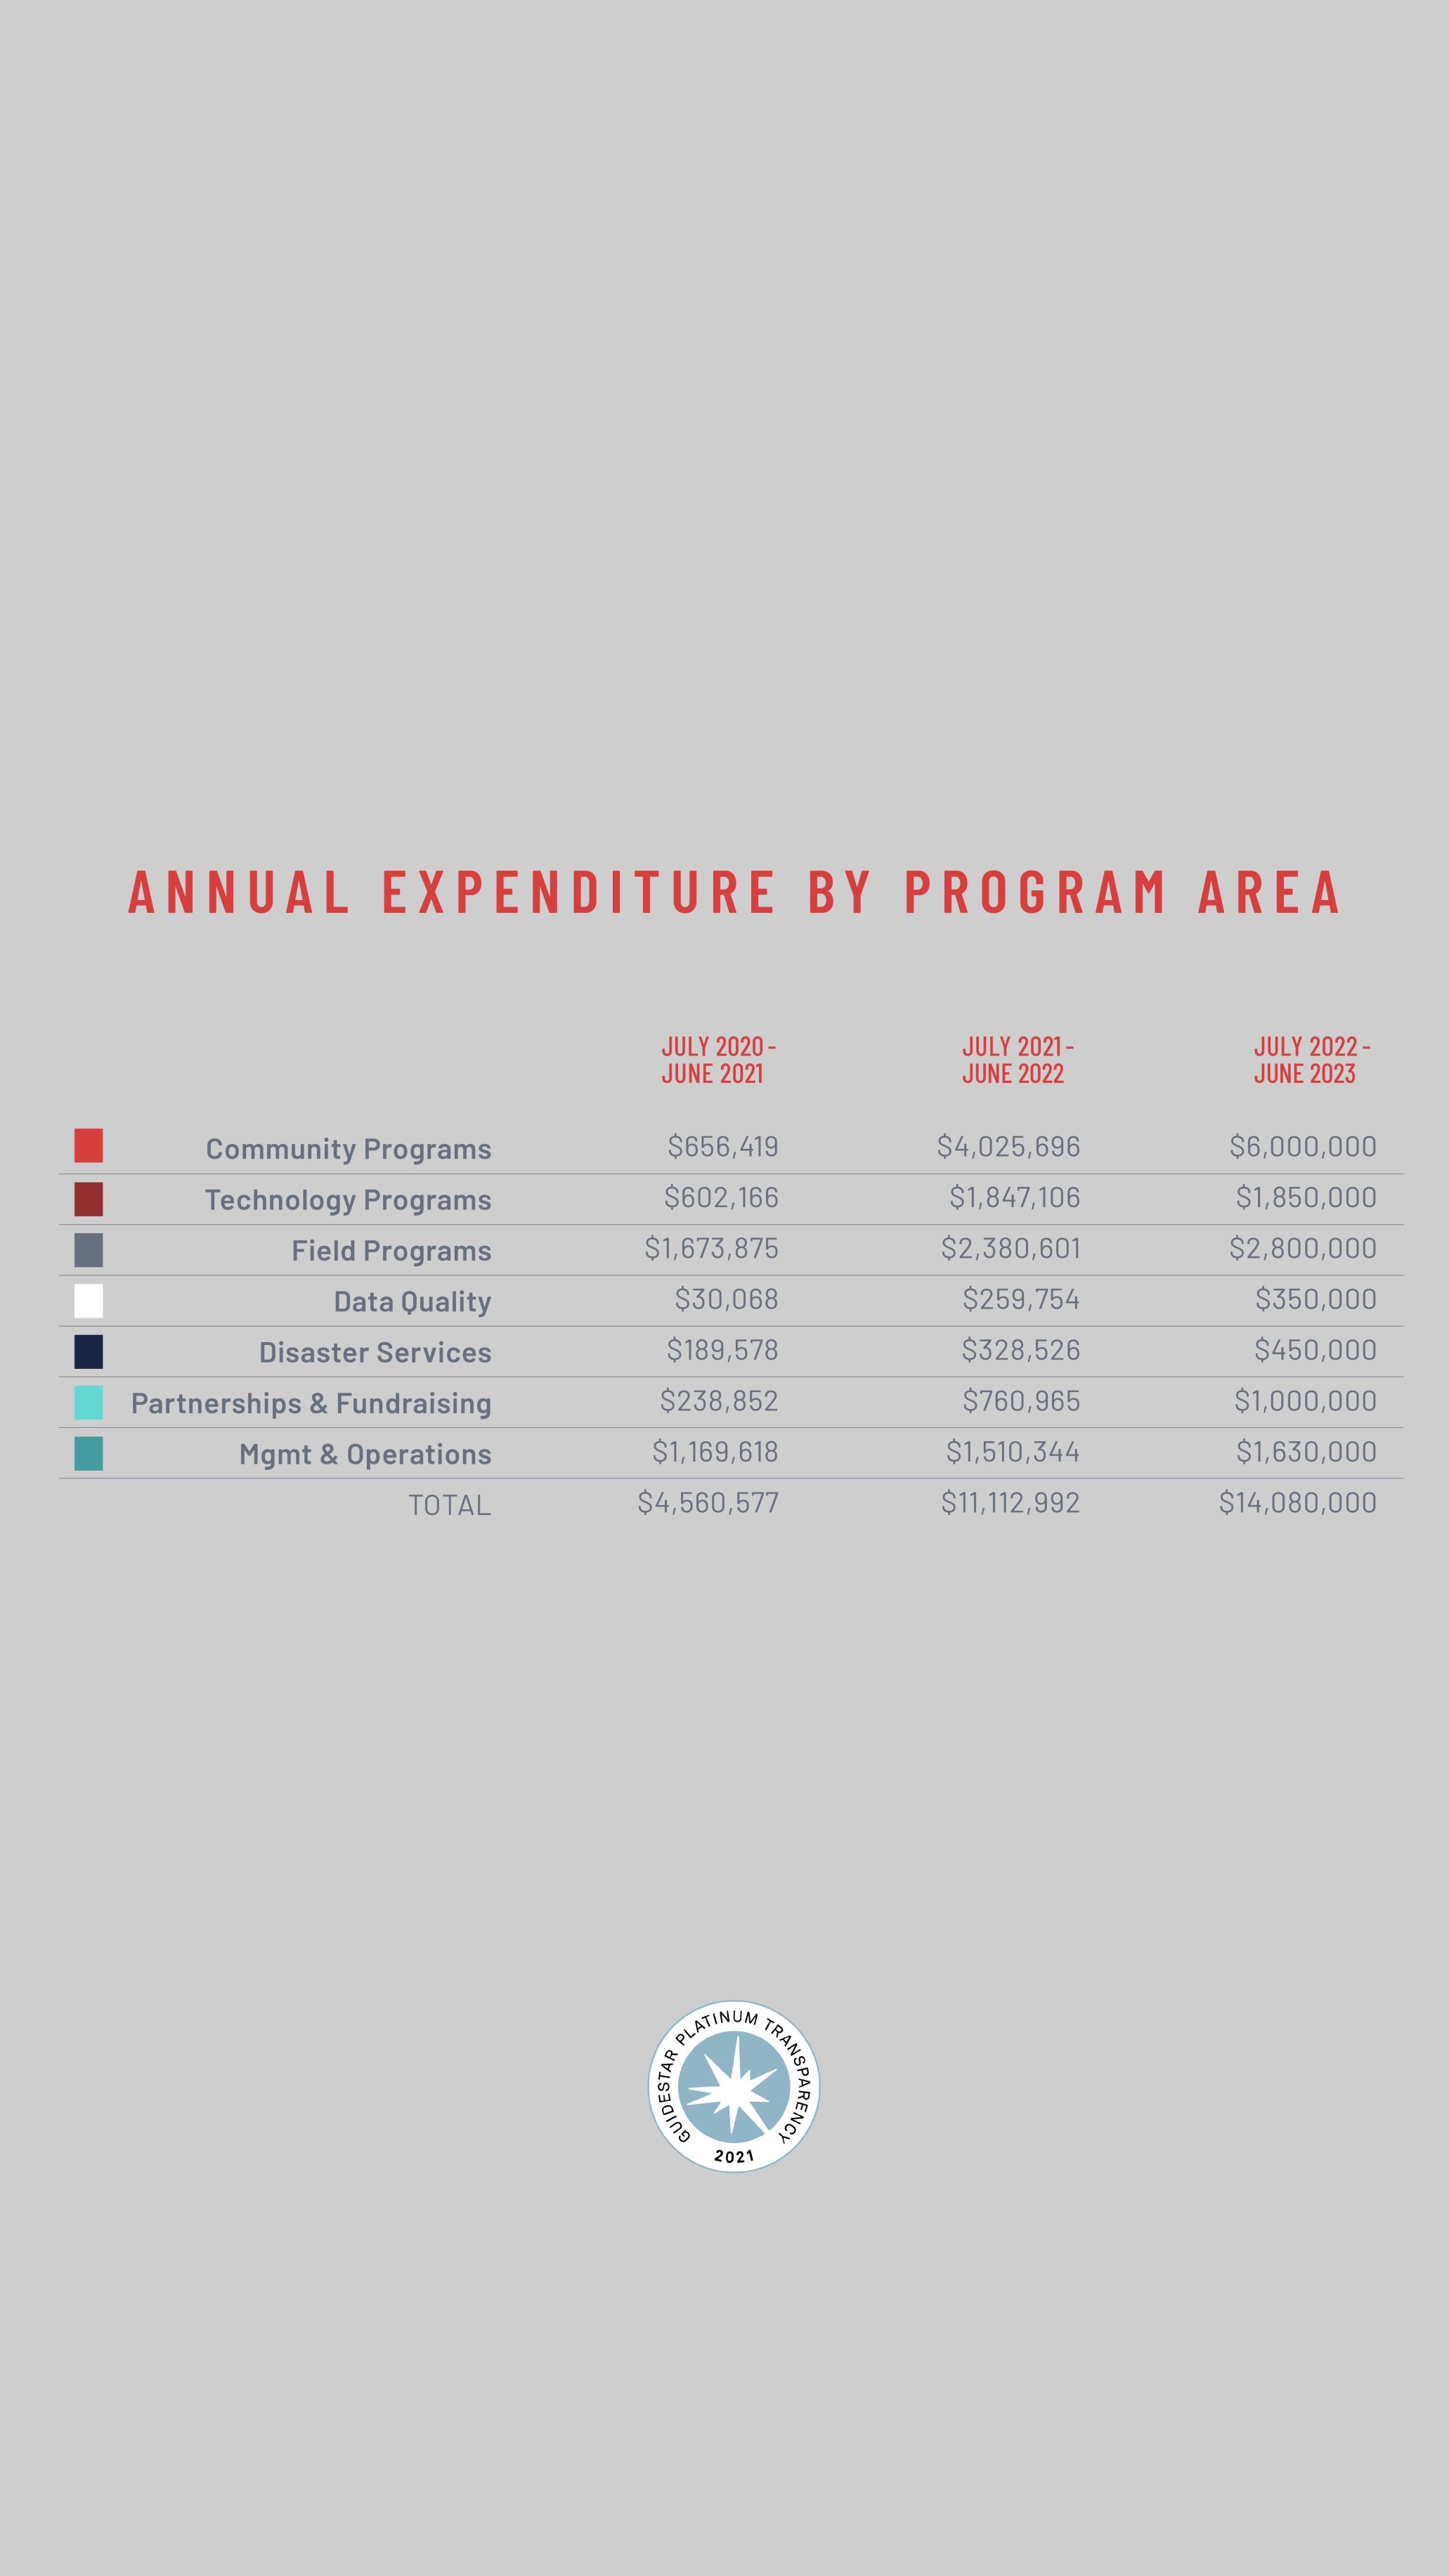 ANNUAL EXPENDITURE BY PROGRAM AREA
JULY 2020 - JULY 2021 - JULY 2022 -
JUNE 2021 JUNE 2022 JUNE 2023
Community Programs $656,419 $4,025,696 $6,000,000
Technology Programs $602,166 $1,847,106 $1,850,000
Field Programs $1,673,875 $2,380,601 $2,800,000
Data Quality $30,068 $259,754 $350,000
Disaster Services $189,578 $328,526 $450,000
Partnerships & Fundraising $238,852 $760,965 $1,000,000
Mgmt & Operations $1,169,618 $1,510,344 $1,630,000
TOTAL $4,560,577 $11,112,992 $14,080,000
GUIDESTAR PLATINUM TRANSPARENCY
2021